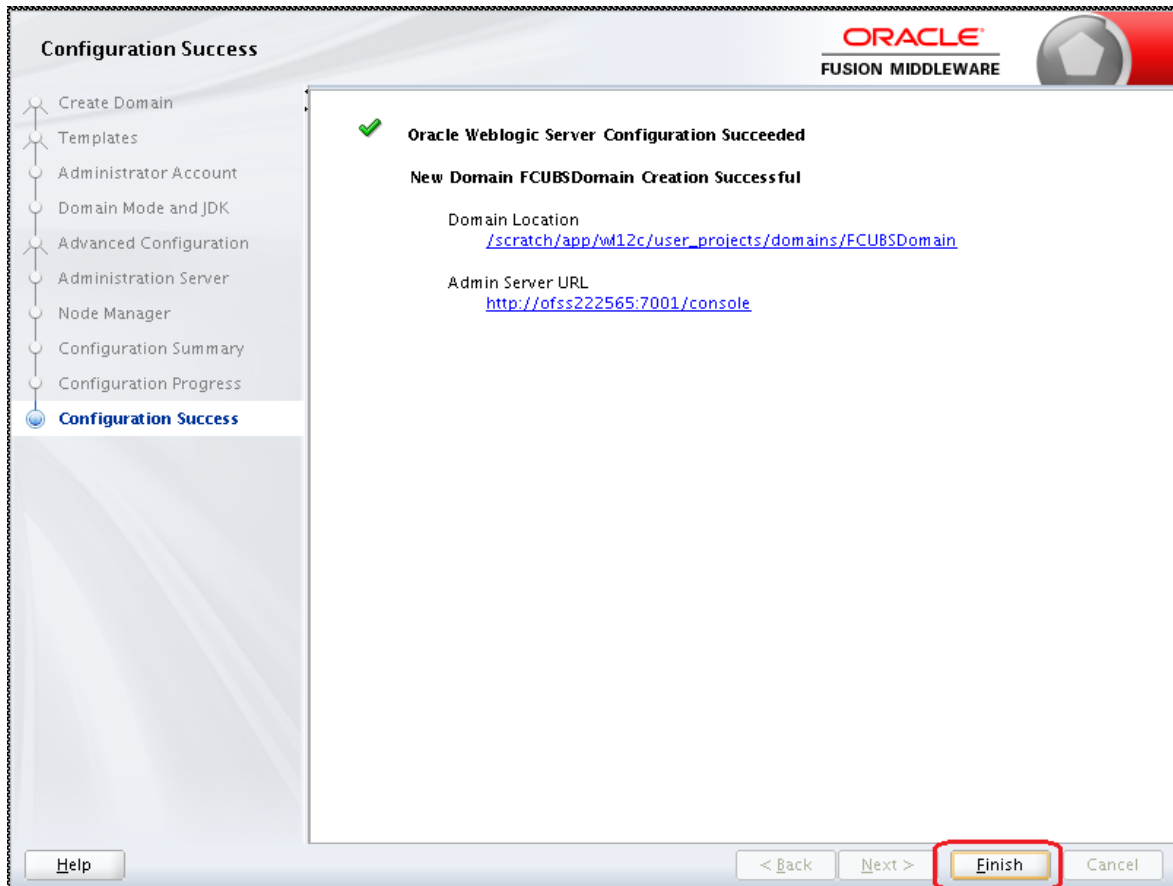 Configuration Success
ORACLE
FUSION MIDDLEWARE
Create Domain
Templates
Administrator Account
Domain Mode and JDK
Advanced Configuration
Administration Server
Node Manager
Configuration Summary
Configuration Progress
Configuration Success
Oracle Weblogic Server Configuration Succeeded
New Domain FCUBSDomain Creation Successful
Domain Location
/scratch/app/wl12c/user_projects/domains/FCUBSDomain
Admin Server URL
http://ofss222565:7001/console
Help
< Back
Next >
Finish
Cancel